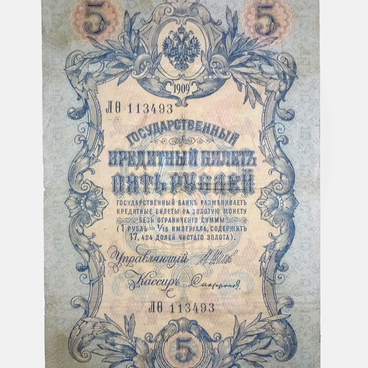 5 5
1909
ЛѲ 113493
ГОСУДАРСТВЕННЫЙ
КРЕДИТНЫЙ БИЛЕТЪ
ПЯТЬ РУБЛЕЙ
ГОСУДАРСТВЕННЫЙ БАНКЪ РАЗМѢНИВАЕТЪ
КРЕДИТНЫЕ БИЛЕТЫ НА ЗОЛОТУЮ МОНЕТУ
БЕЗЪ ОГРАНИЧЕНІЯ СУММЫ
(1 РУБЛЬ = 1/15 ИМПЕРІАЛА, СОДЕРЖИТЪ
17,424 ДОЛЕЙ ЧИСТАГО ЗОЛОТА).
Управляющій
Кассиръ
ЛѲ 113493
5